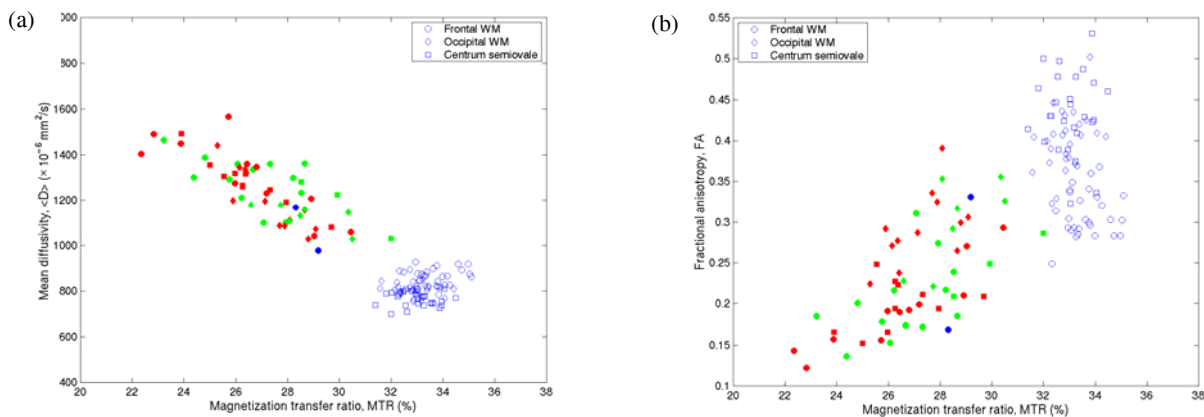 (a)
000
1800
1600
1400
1200
1000
800
600
400
20 22 24 26 28 30 32 34 36 38
Mean diffusivity, <D> (× 10⁻⁶ mm²/s)
Magnetization transfer ratio, MTR (%)
Frontal WM
Occipital WM
Centrum semiovale
(b)
0.55
0.5
0.45
0.4
0.35
0.3
0.25
0.2
0.15
0.1
20 22 24 26 28 30 32 34 36 38
Fractional anisotropy, FA
Magnetization transfer ratio, MTR (%)
Frontal WM
Occipital WM
Centrum semiovale